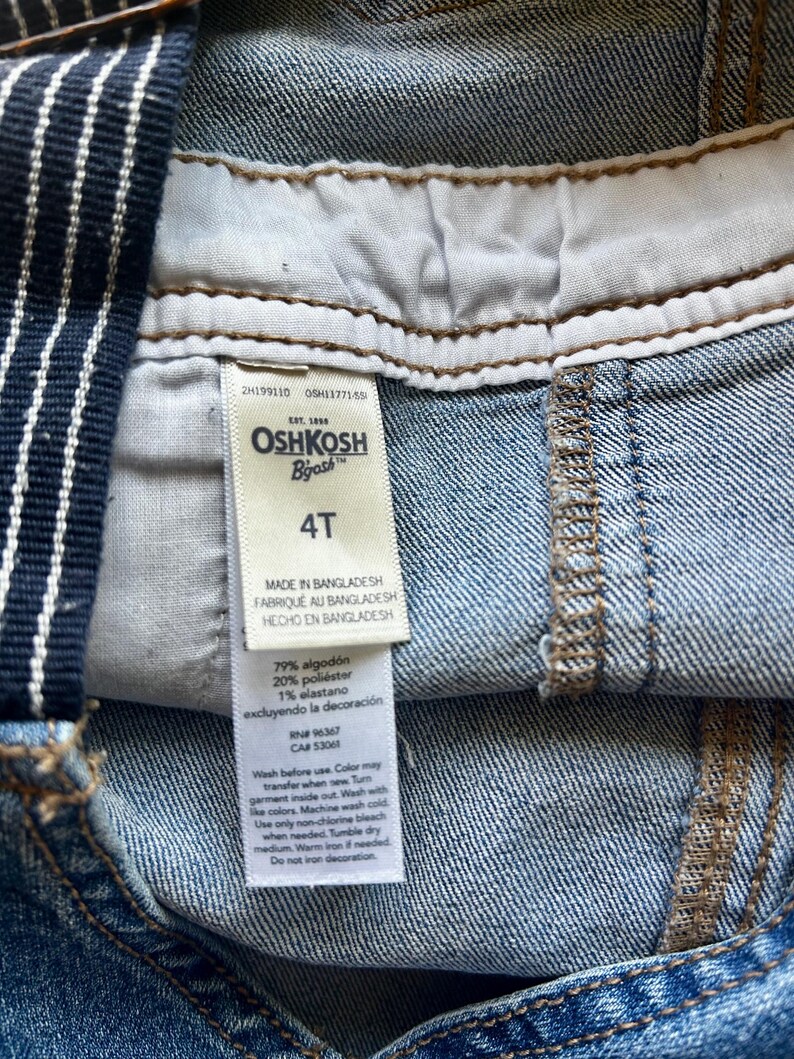 2H199110 OSH11771/SSI
EST. 1895
OSHKOSH
B'gosh™
4T
MADE IN BANGLADESH
FABRIQUÉ AU BANGLADESH
HECHO EN BANGLADESH
79% algodón
20% poliéster
1% elastano
excluyendo la decoración
RN# 96367
CA# 53061
Wash before use. Color may
transfer when new. Turn
garment inside out. Wash with
like colors. Machine wash cold.
Use only non-chlorine bleach
when needed. Tumble dry
medium. Warm iron if needed.
Do not iron decoration.